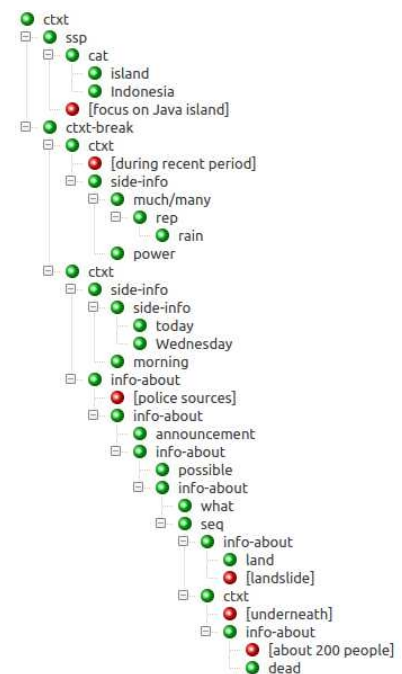 ctxt
ssp
cat
island
Indonesia
[focus on Java island]
ctxt-break
ctxt
[during recent period]
side-info
much/many
rep
rain
power
ctxt
side-info
side-info
today
Wednesday
morning
info-about
[police sources]
info-about
announcement
info-about
possible
info-about
what
seq
info-about
land
[landslide]
ctxt
[underneath]
info-about
[about 200 people]
dead